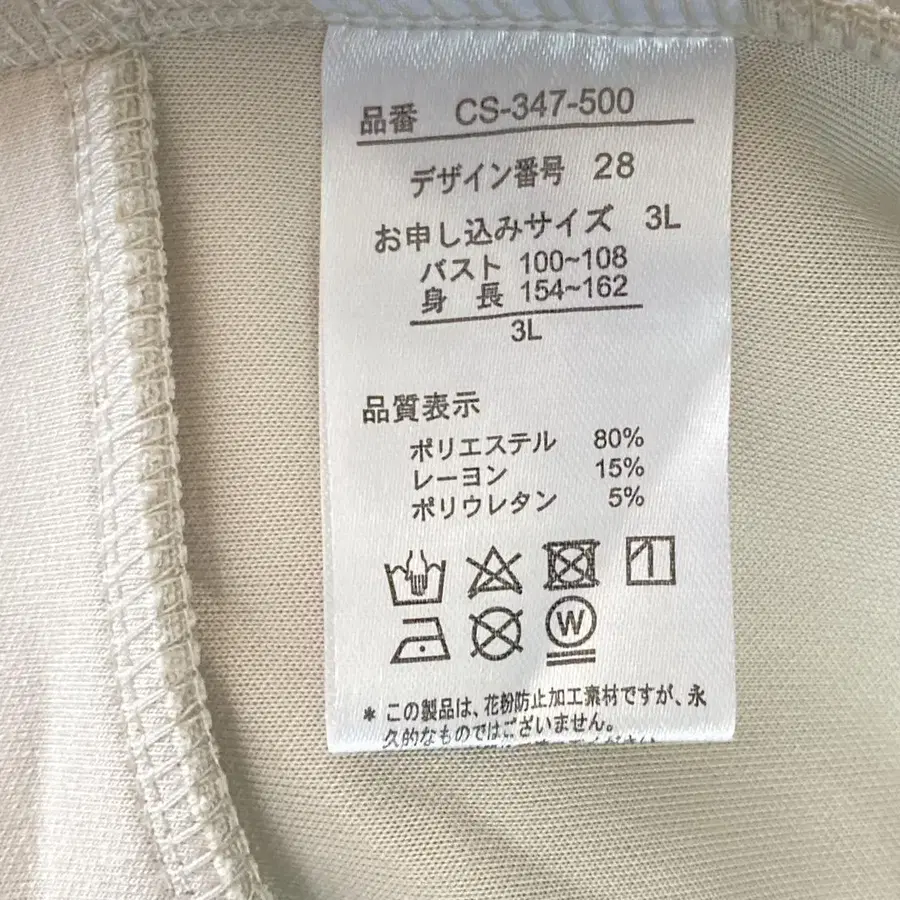 品番 CS-347-500
デザイン番号 28
お申し込みサイズ 3L
バスト 100~108
身長 154~162
3L
品質表示
ポリエステル 80%
レーヨン 15%
ポリウレタン 5%
W
* この製品は、花粉防止加工素材ですが、永
久的なものではございません。